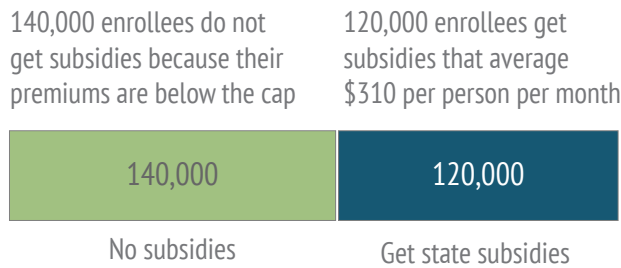 140,000 enrollees do not
get subsidies because their
premiums are below the cap
120,000 enrollees get
subsidies that average
$310 per person per month
140,000
120,000
No subsidies
Get state subsidies